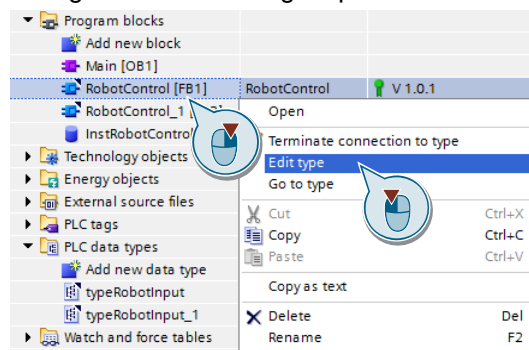 Program blocks
Add new block
Main [OB1]
RobotControl [FB1] RobotControl V 1.0.1
RobotControl_1 [
InstRobotControl
Technology objects
Energy objects
External source files
PLC tags
PLC data types
Add new data type
typeRobotInput
typeRobotInput_1
Watch and force tables
Open
Terminate connection to type
Edit type
Go to type
Cut Ctrl+X
Copy Ctrl+C
Paste Ctrl+V
Copy as text
Delete Del
Rename F2